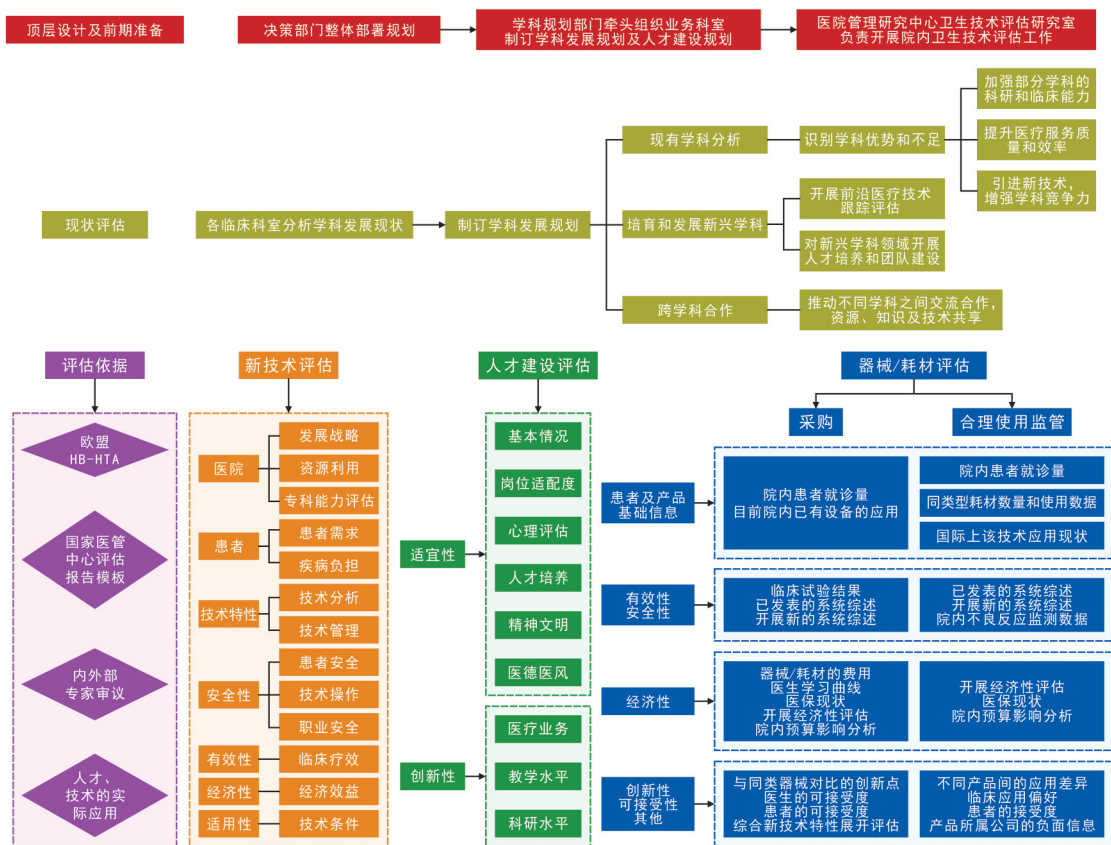 顶层设计及前期准备
决策部门整体部署规划
学科规划部门牵头组织业务科室
制订学科发展规划及人才建设规划
医院管理研究中心卫生技术评估研究室
负责开展院内卫生技术评估工作
现状评估
各临床科室分析学科发展现状
制订学科发展规划
现有学科分析
识别学科优势和不足
加强部分学科的
科研和临床能力
提升医疗服务质
量和效率
引进新技术，
增强学科竞争力
培育和发展新兴学科
开展前沿医疗技术
跟踪评估
对新兴学科领域开展
人才培养和团队建设
跨学科合作
推动不同学科之间交流合作，
资源、知识及技术共享
评估依据
欧盟
HB-HTA
国家医管
中心评估
报告模板
内外部
专家审议
人才、
技术的实
际应用
新技术评估
医院
发展战略
资源利用
专科能力评估
患者
患者需求
疾病负担
技术特性
技术分析
技术管理
安全性
患者安全
技术操作
职业安全
有效性
临床疗效
经济性
经济效益
适用性
技术条件
人才建设评估
适宜性
基本情况
岗位适配度
心理评估
人才培养
精神文明
医德医风
创新性
医疗业务
教学水平
科研水平
器械/耗材评估
采购
合理使用监管
患者及产品
基础信息
院内患者就诊量
目前院内已有设备的应用
院内患者就诊量
同类型耗材数量和使用数据
国际上该技术应用现状
有效性
安全性
临床试验结果
已发表的系统综述
开展新的系统综述
已发表的系统综述
开展新的系统综述
院内不良反应监测数据
经济性
器械/耗材的费用
医生学习曲线
医保现状
开展经济性评估
院内预算影响分析
开展经济性评估
医保现状
院内预算影响分析
创新性
可接受性
其他
与同类器械对比的创新点
医生的可接受度
患者的可接受度
综合新技术特性展开评估
不同产品间的应用差异
临床应用偏好
患者的接受度
产品所属公司的负面信息